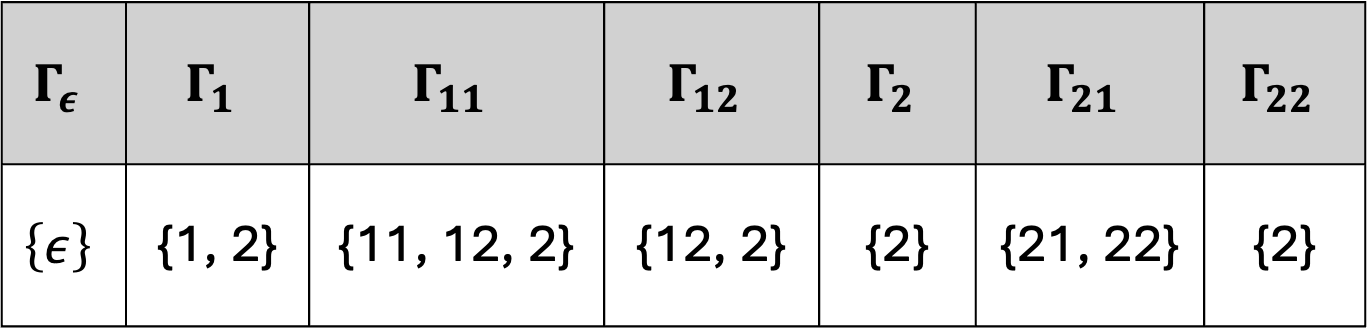 Γϵ Γ1 Γ11 Γ12 Γ2 Γ21 Γ22
{ϵ} {1, 2} {11, 12, 2} {12, 2} {2} {21, 22} {2}